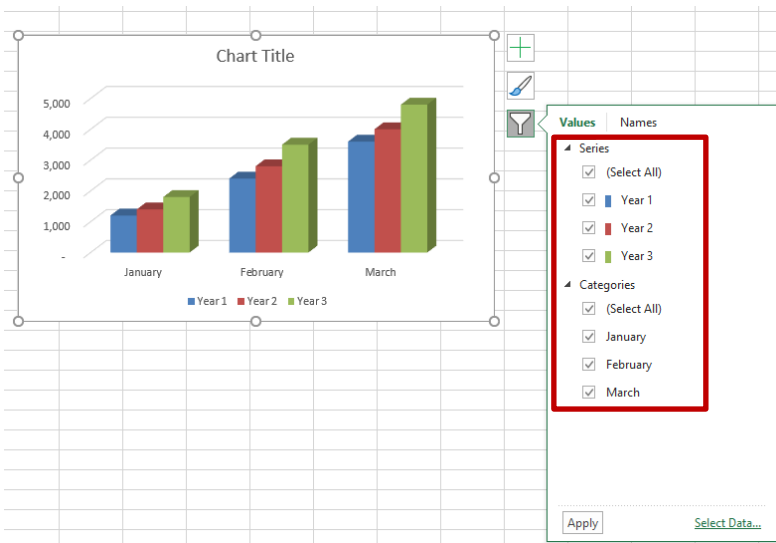 Chart Title
5,000
4,000
3,000
2,000
1,000
-
January February March
Year 1 Year 2 Year 3
Values Names
Series
(Select All)
Year 1
Year 2
Year 3
Categories
(Select All)
January
February
March
Apply Select Data...